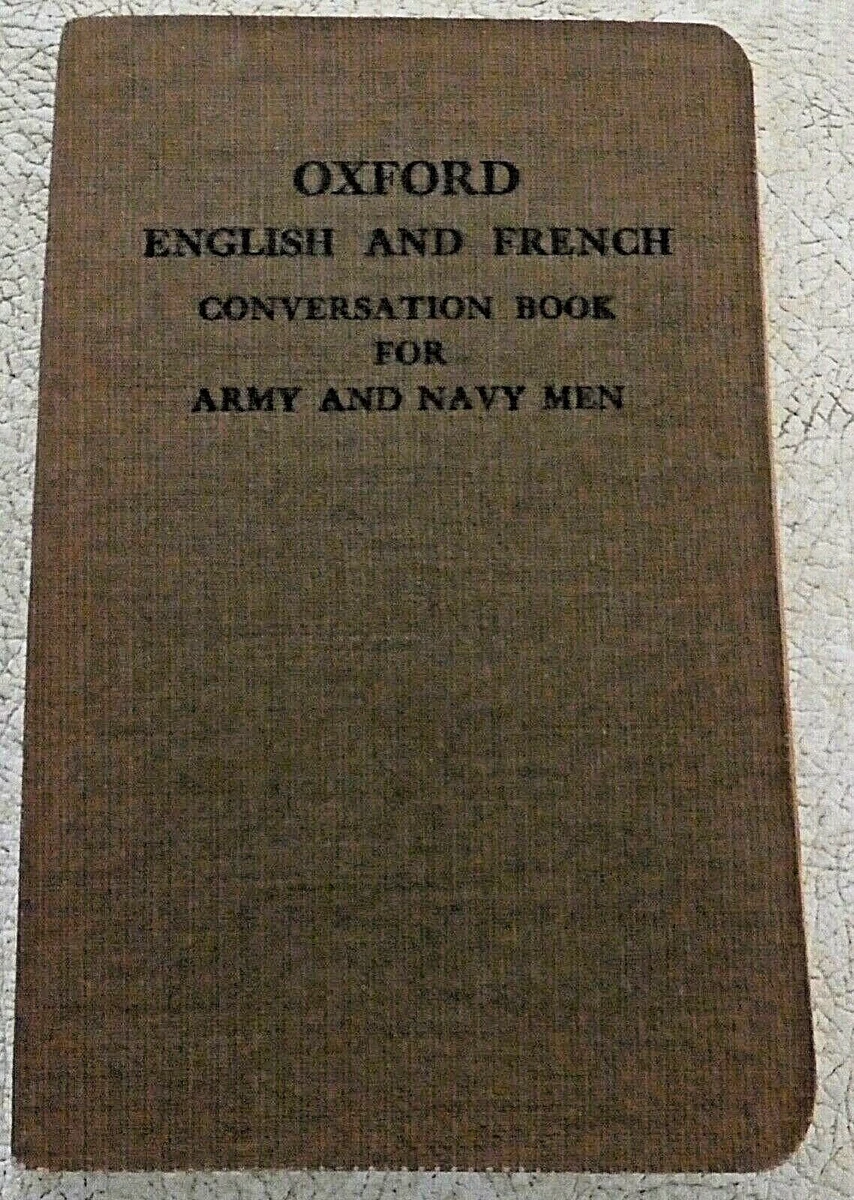 OXFORD
ENGLISH AND FRENCH
CONVERSATION BOOK
FOR
ARMY AND NAVY MEN